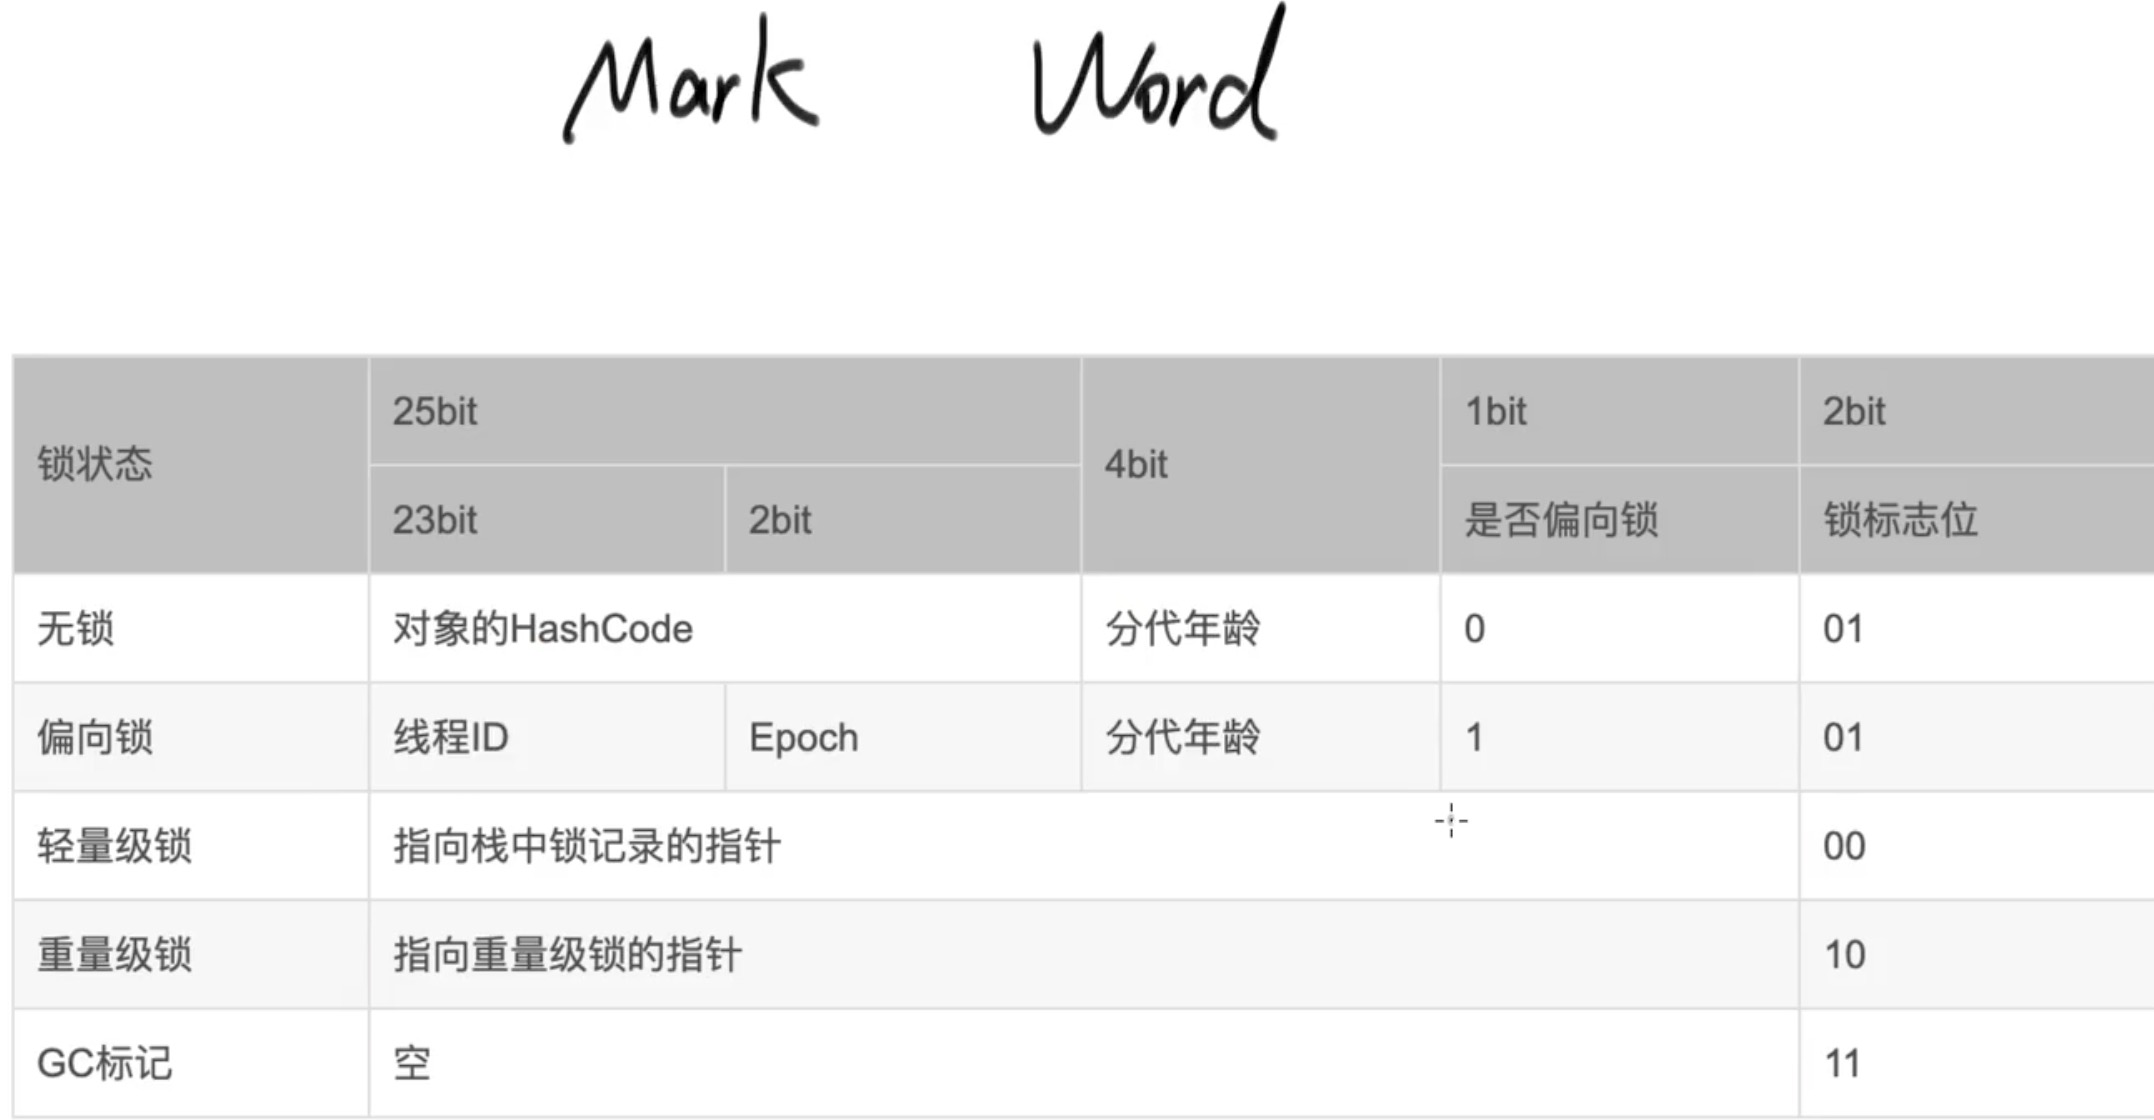 Mark Word
锁状态 25bit 4bit 1bit 2bit
23bit 2bit 是否偏向锁 锁标志位
无锁 对象的HashCode 分代年龄 0 01
偏向锁 线程ID Epoch 分代年龄 1 01
轻量级锁 指向栈中锁记录的指针 00
重量级锁 指向重量级锁的指针 10
GC标记 空 11